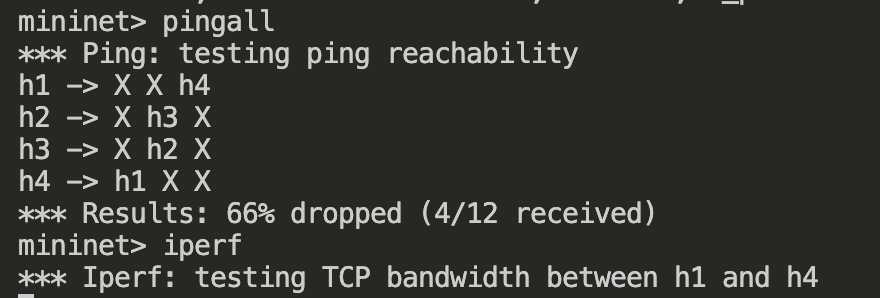 mininet> pingall
*** Ping: testing ping reachability
h1 -> X X h4
h2 -> X h3 X
h3 -> X h2 X
h4 -> h1 X X
*** Results: 66% dropped (4/12 received)
mininet> iperf
*** Iperf: testing TCP bandwidth between h1 and h4